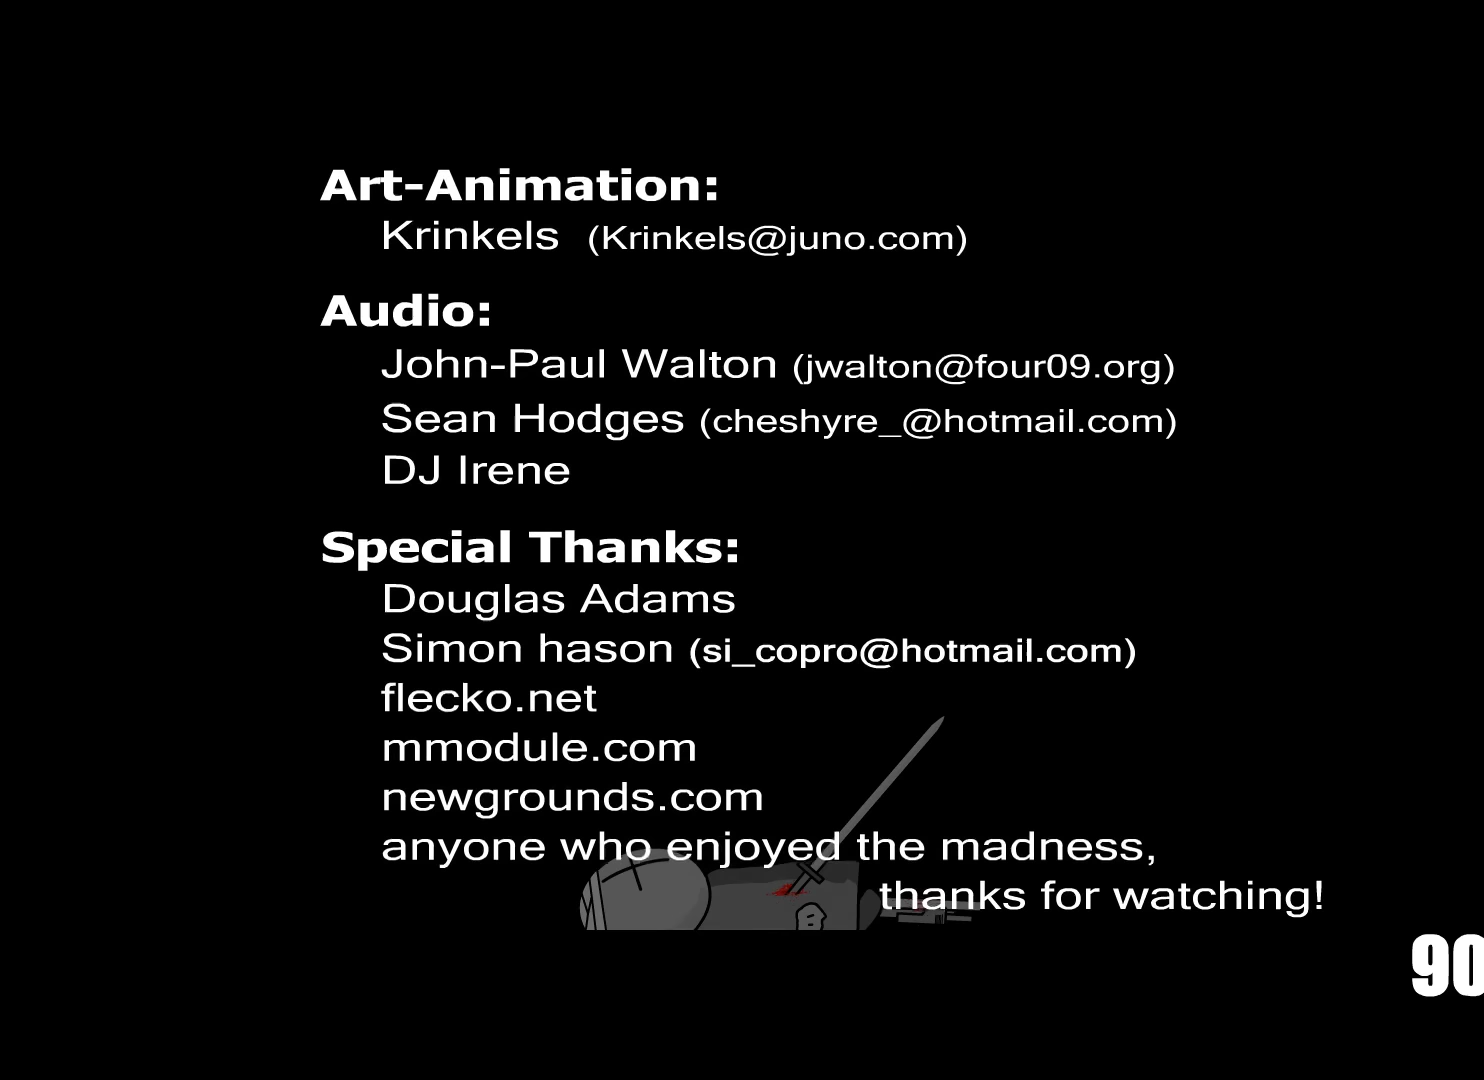 Art-Animation:
Krinkels (Krinkels@juno.com)
Audio:
John-Paul Walton (jwalton@four09.org)
Sean Hodges (cheshyre_@hotmail.com)
DJ Irene
Special Thanks:
Douglas Adams
Simon hason (si_copro@hotmail.com)
flecko.net
mmodule.com
newgrounds.com
anyone who enjoyed the madness,
thanks for watching!
90